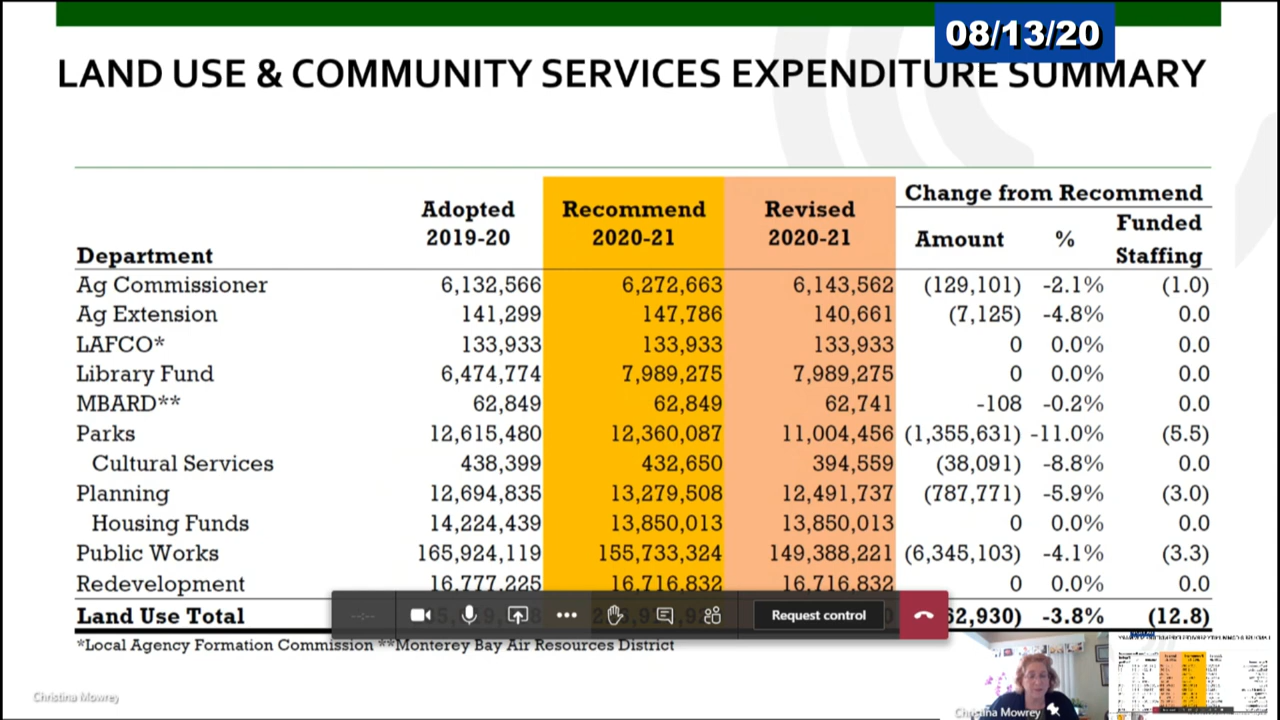 08/13/20
LAND USE & COMMUNITY SERVICES EXPENDITURE SUMMARY
Change from Recommend
Adopted Recommend Revised Funded
2019-20 2020-21 2020-21 Amount % Staffing
Department
Ag Commissioner 6,132,566 6,272,663 6,143,562 (129,101) -2.1% (1.0)
Ag Extension 141,299 147,786 140,661 (7,125) -4.8% 0.0
LAFCO* 133,933 133,933 133,933 0 0.0% 0.0
Library Fund 6,474,774 7,989,275 7,989,275 0 0.0% 0.0
MBARD** 62,849 62,849 62,741 -108 -0.2% 0.0
Parks 12,615,480 12,360,087 11,004,456 (1,355,631) -11.0% (5.5)
Cultural Services 438,399 432,650 394,559 (38,091) -8.8% 0.0
Planning 12,694,835 13,279,508 12,491,737 (787,771) -5.9% (3.0)
Housing Funds 14,224,439 13,850,013 13,850,013 0 0.0% 0.0
Public Works 165,924,119 155,733,324 149,388,221 (6,345,103) -4.1% (3.3)
Redevelopment 16,777,225 16,716,832 16,716,832 0 0.0% 0.0
Land Use Total 62,930) -3.8% (12.8)
Request control
*Local Agency Formation Commission **Monterey Bay Air Resources District
Christina Mowrey
Christina Mowrey